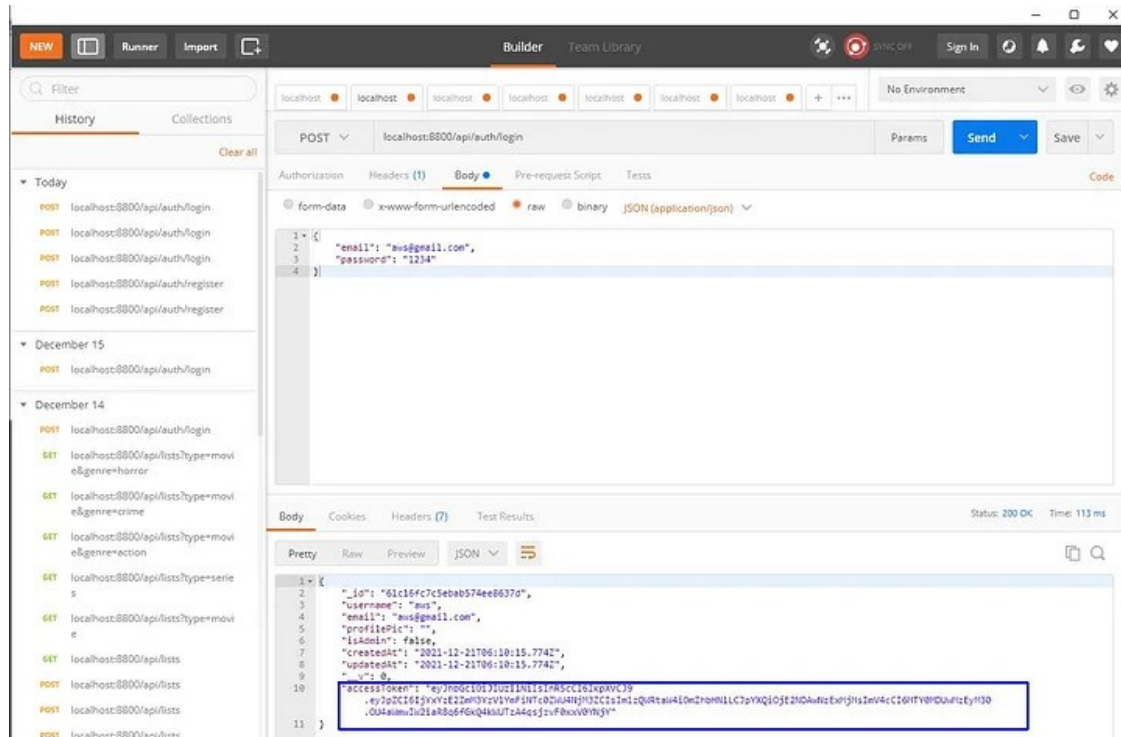 NEW Runner Import Builder Team Library SYNC OFF Sign In
Filter
History Collections
Clear all
Today
POST localhost:8800/api/auth/login
POST localhost:8800/api/auth/login
POST localhost:8800/api/auth/login
POST localhost:8800/api/auth/register
POST localhost:8800/api/auth/register
December 15
POST localhost:8800/api/auth/login
December 14
POST localhost:8800/api/auth/login
GET localhost:8800/api/lists?type=movi
e&genre=horror
GET localhost:8800/api/lists?type=movi
e&genre=crime
GET localhost:8800/api/lists?type=movi
e&genre=action
GET localhost:8800/api/lists?type=serie
s
GET localhost:8800/api/lists?type=movi
e
GET localhost:8800/api/lists
POST localhost:8800/api/lists
POST localhost:8800/api/lists
POST localhost:8800/api/lists
localhost localhost localhost localhost localhost localhost localhost + ••• No Environment
POST localhost:8800/api/auth/login Params Send Save
Authorization Headers (1) Body Pre-request Script Tests Code
form-data x-www-form-urlencoded raw binary JSON (application/json)
1 {
2 "email": "aws@gmail.com",
3 "password": "1234"
4 }
Body Cookies Headers (7) Test Results Status: 200 OK Time: 113 ms
Pretty Raw Preview JSON
1 {
2 "_id": "61c16fc7c5ebab574ee8637d",
3 "username": "aws",
4 "email": "aws@gmail.com",
5 "profilePic": "",
6 "isAdmin": false,
7 "createdAt": "2021-12-21T06:10:15.774Z",
8 "updatedAt": "2021-12-21T06:10:15.774Z",
9 "__v": 0,
10 "accessToken":
11 }